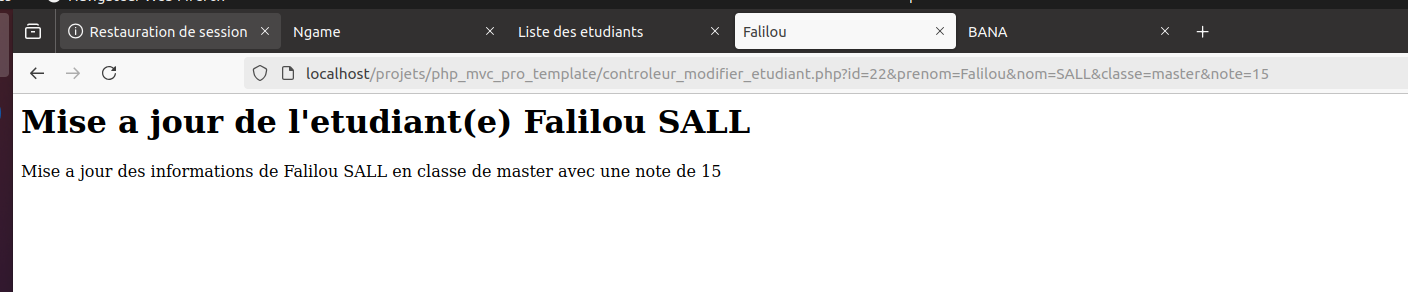 Restauration de session
Ngame
Liste des etudiants
Falilou
BANA
localhost/projets/php_mvc_pro_template/controleur_modifier_etudiant.php?id=22&prenom=Falilou&nom=SALL&classe=master&note=15
Mise a jour de l'etudiant(e) Falilou SALL
Mise a jour des informations de Falilou SALL en classe de master avec une note de 15